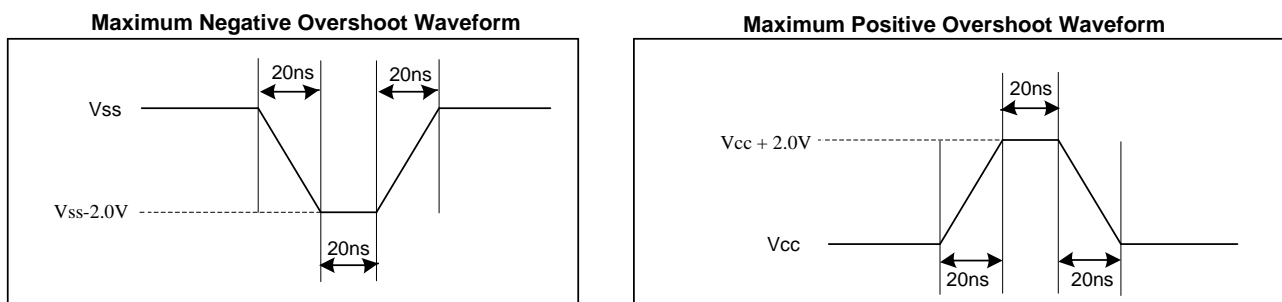 Maximum Negative Overshoot Waveform
20ns
20ns
Vss
Vss-2.0V
20ns
Maximum Positive Overshoot Waveform
20ns
Vcc + 2.0V
Vcc
20ns
20ns